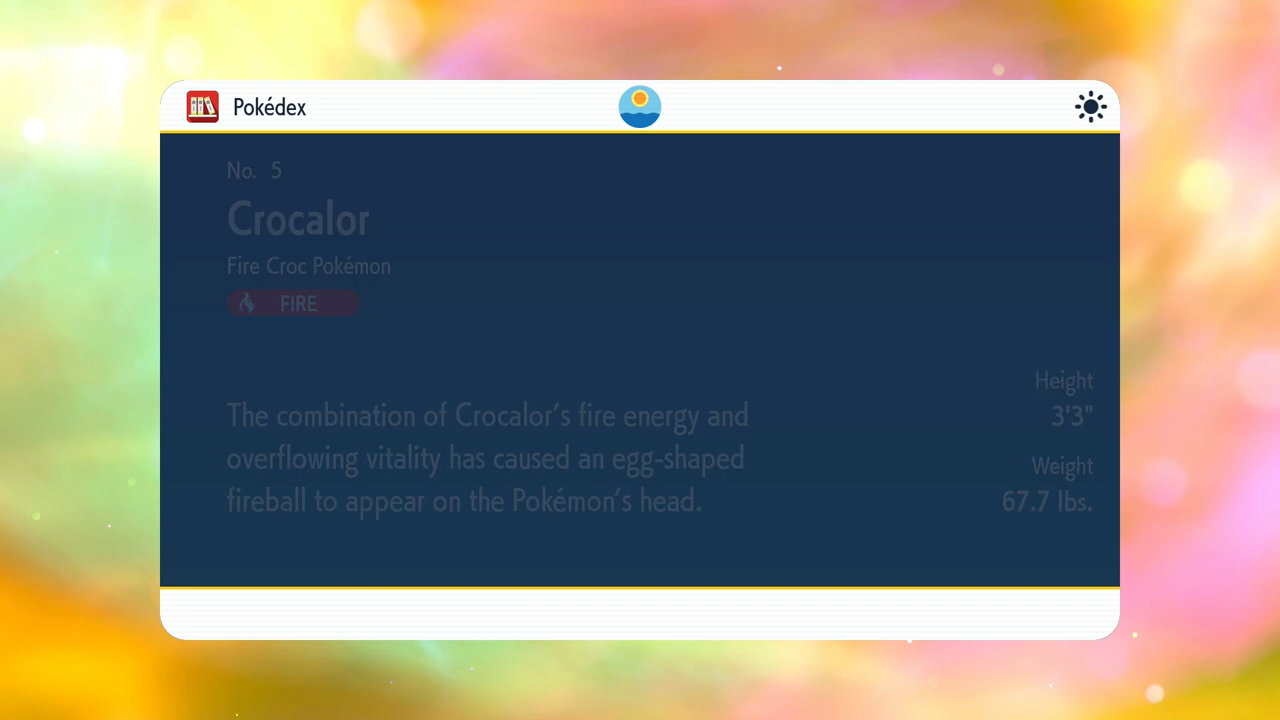 Pokédex
No. 5
Crocalor
Fire Croc Pokémon
FIRE
The combination of Crocalor's fire energy and
overflowing vitality has caused an egg-shaped
fireball to appear on the Pokémon's head.
Height
3'3"
Weight
67.7 lbs.